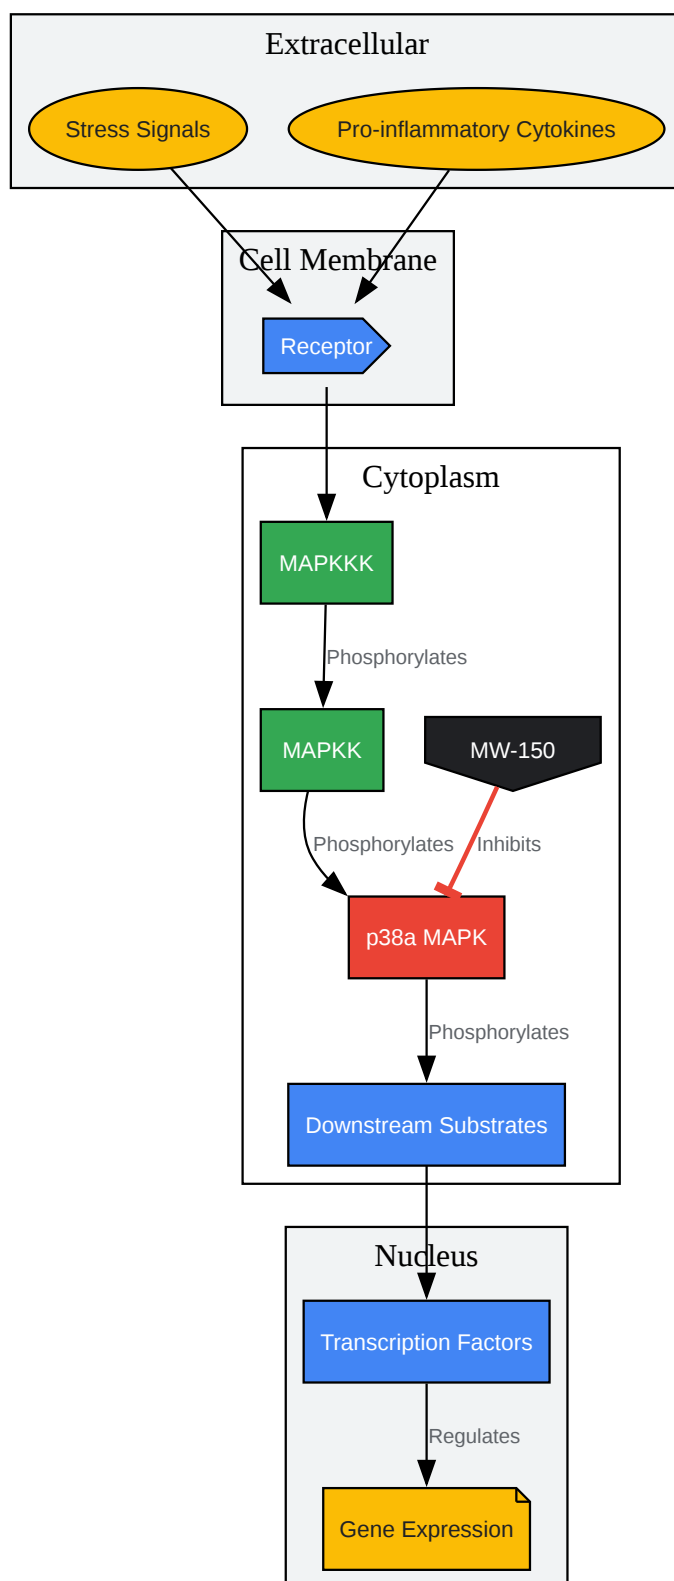 Extracellular
Stress Signals
Pro-inflammatory Cytokines
Cell Membrane
Receptor
Cytoplasm
MAPKKK
Phosphorylates
MAPKK
MW-150
Phosphorylates
Inhibits
p38a MAPK
Phosphorylates
Downstream Substrates
Nucleus
Transcription Factors
Regulates
Gene Expression